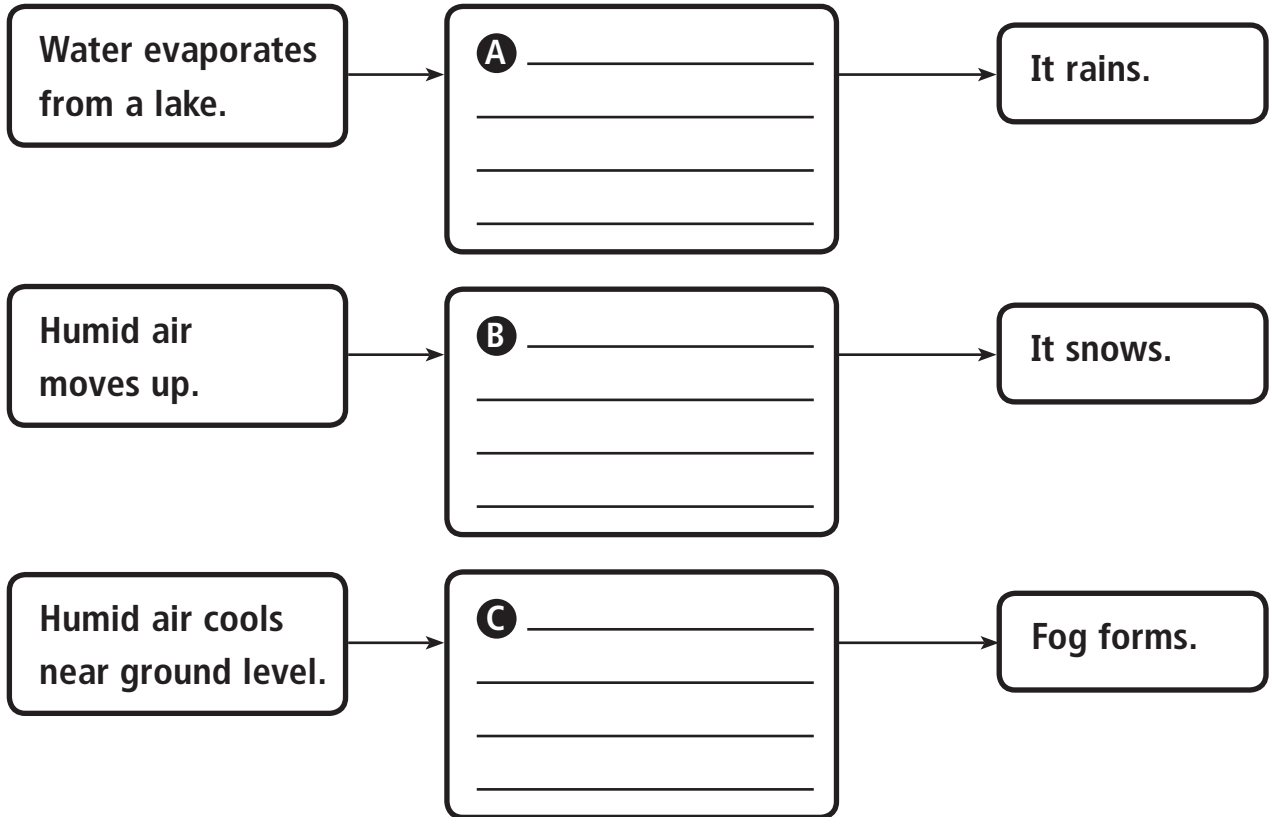 Water evaporates
from a lake.
A
It rains.
Humid air
moves up.
B
It snows.
Humid air cools
near ground level.
C
Fog forms.